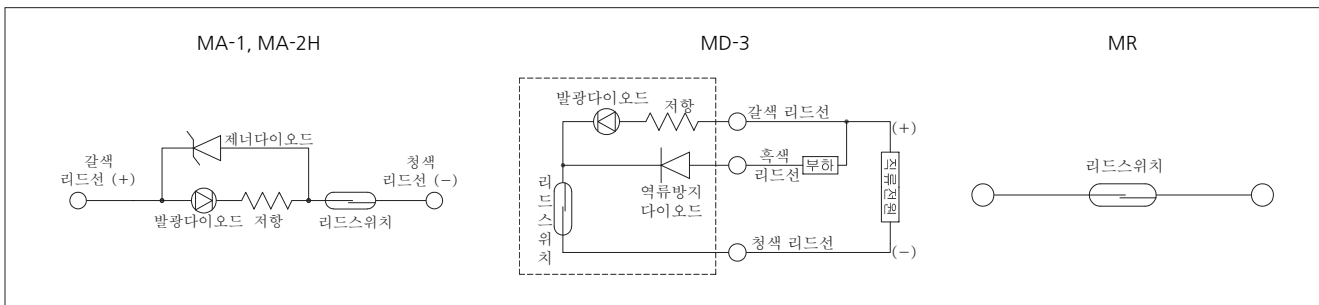 MA-1, MA-2H
제너다이오드
갈색
리드선 (+)
청색
리드선 (−)
발광다이오드
저항
리드스위치
MD-3
발광다이오드
저항
갈색 리드선
(+)
흑색
리드선
부하
역류방지
다이오드
리드스위치
직류전원
청색 리드선
(−)
MR
리드스위치